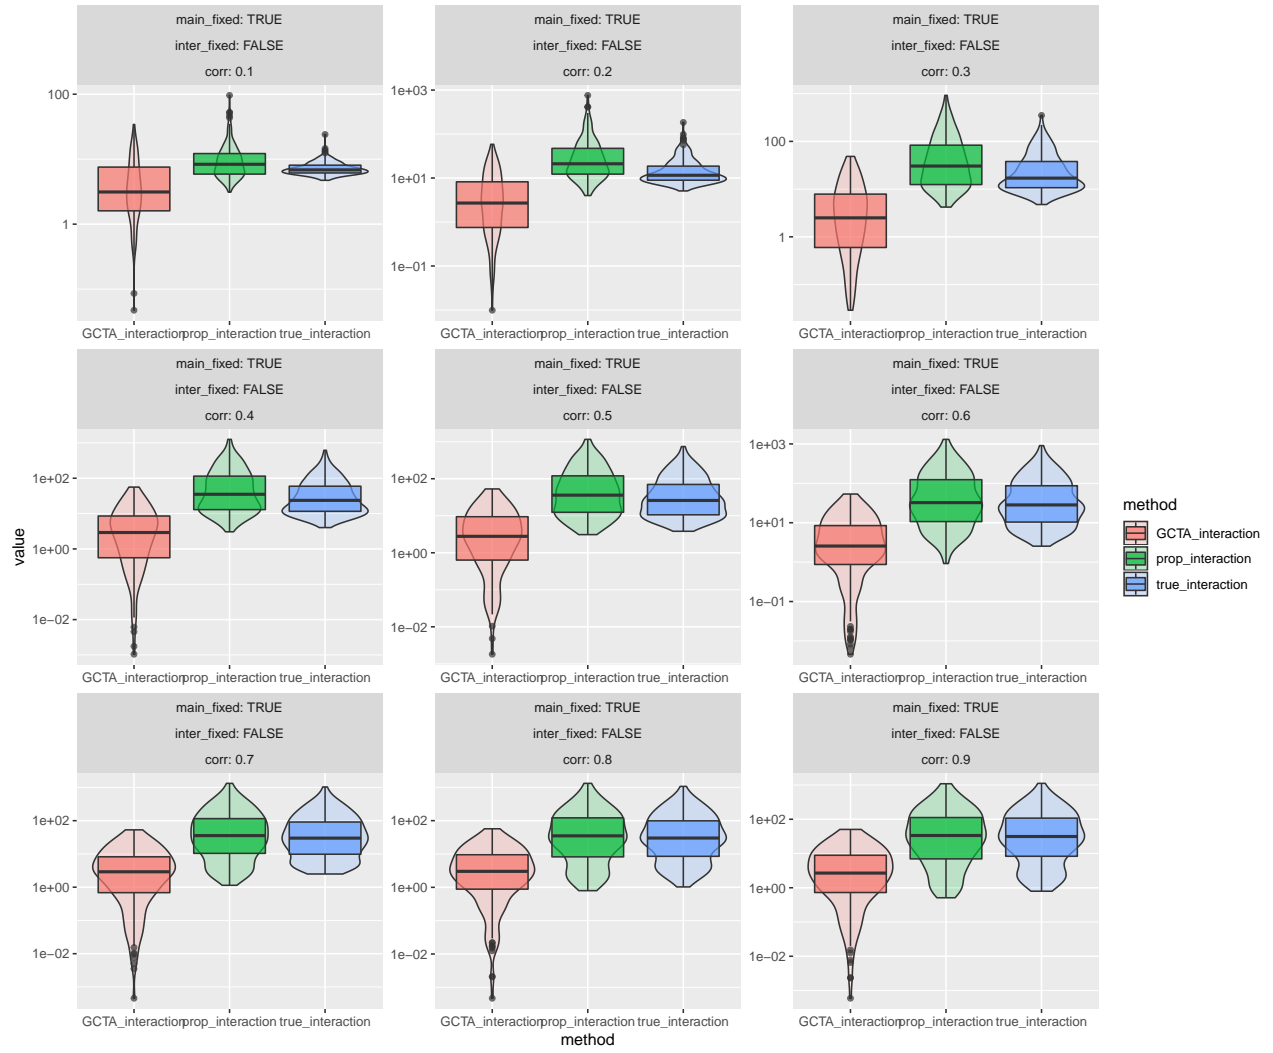 main_fixed: TRUE
inter_fixed: FALSE
corr: 0.1
main_fixed: TRUE
inter_fixed: FALSE
corr: 0.2
main_fixed: TRUE
inter_fixed: FALSE
corr: 0.3
100
1
1e+03
1e+01
1e−01
100
1
GCTA_interaction prop_interaction true_interaction
GCTA_interaction prop_interaction true_interaction
GCTA_interaction prop_interaction true_interaction
main_fixed: TRUE
inter_fixed: FALSE
corr: 0.4
main_fixed: TRUE
inter_fixed: FALSE
corr: 0.5
main_fixed: TRUE
inter_fixed: FALSE
corr: 0.6
1e+02
1e+00
1e−02
1e+02
1e+00
1e−02
1e+03
1e+01
1e−01
GCTA_interaction prop_interaction true_interaction
GCTA_interaction prop_interaction true_interaction
GCTA_interaction prop_interaction true_interaction
main_fixed: TRUE
inter_fixed: FALSE
corr: 0.7
main_fixed: TRUE
inter_fixed: FALSE
corr: 0.8
main_fixed: TRUE
inter_fixed: FALSE
corr: 0.9
1e+02
1e+00
1e−02
1e+02
1e+00
1e−02
1e+02
1e+00
1e−02
GCTA_interaction prop_interaction true_interaction
GCTA_interaction prop_interaction true_interaction
GCTA_interaction prop_interaction true_interaction
method
value
method
GCTA_interaction
prop_interaction
true_interaction